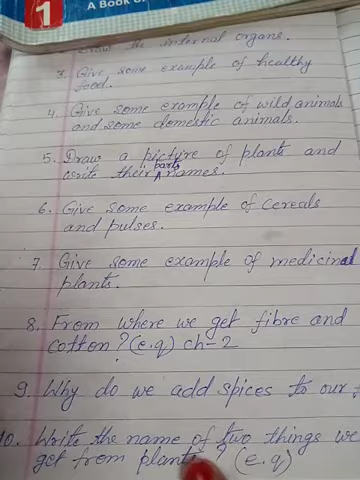 1
A BOOK OF
Draw the internal organs.
3. Give some example of healthy
food.
4. Give some example of wild animals
and some domestic animals.
5. Draw a picture of plants and
write their parts names.
6. Give some example of cereals
and pulses.
7. Give some example of medicinal
plants.
8. From where we get fibre and
cotton? (e.q) ch-2
9. Why do we add spices to our
10. Write the name of two things we
get from plants? (e.q)